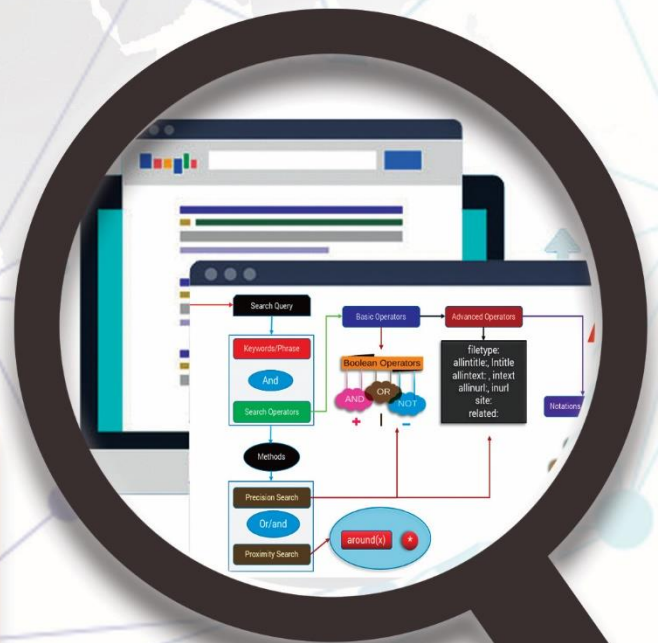 Search Query
Basic Operators
Advanced Operators
Keywords/Phrase
And
Search Operators
Boolean Operators
AND
OR
NOT
+
|
−
filetype:
allintitle:, Intitle
allintext: , intext
allinurl:, inurl
site:
related:
Notations
Methods
Precision Search
Or/and
Proximity Search
around(x)
*